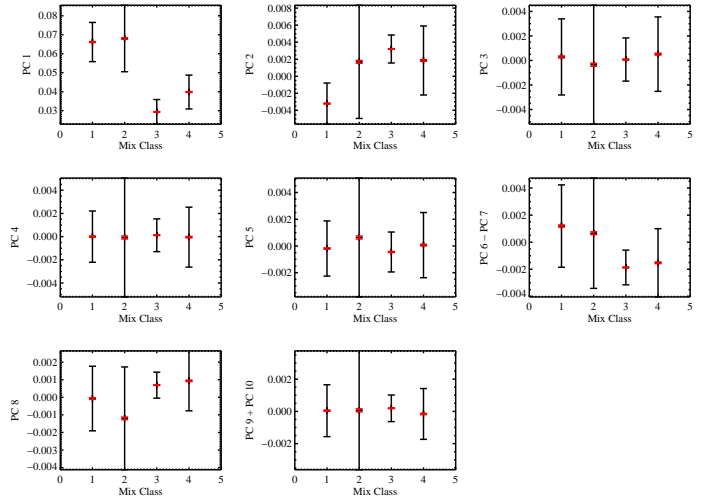 PC 1
0.08
0.07
0.06
0.05
0.04
0.03
0 1 2 3 4 5
Mix Class
PC 2
0.008
0.004
0.002
0.000
−0.002
−0.004
0 1 2 3 4 5
Mix Class
PC 3
0.004
0.002
0.000
−0.002
−0.004
0 1 2 3 4 5
Mix Class
PC 4
0.004
0.002
0.000
−0.002
−0.004
0 1 2 3 4 5
Mix Class
PC 5
0.004
0.002
0.000
−0.002
0 1 2 3 4 5
Mix Class
PC 6 − PC 7
0.004
0.002
0.000
−0.002
−0.004
0 1 2 3 4 5
Mix Class
PC 8
0.002
0.001
0.000
−0.001
−0.002
−0.003
−0.004
0 1 2 3 4 5
Mix Class
PC 9 + PC 10
0.002
0.000
−0.002
0 1 2 3 4 5
Mix Class